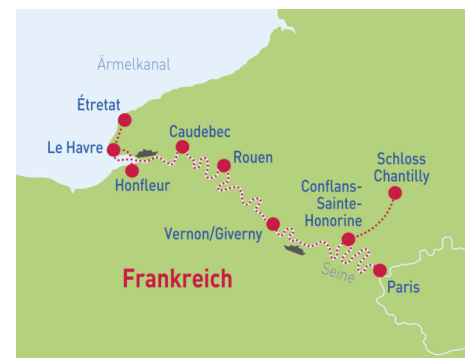 Ärmelkanal
Étretat
Le Havre
Caudebec
Honfleur
Rouen
Schloss
Chantilly
Conflans-
Sainte-
Honorine
Vernon/Giverny
Seine
Frankreich
Paris